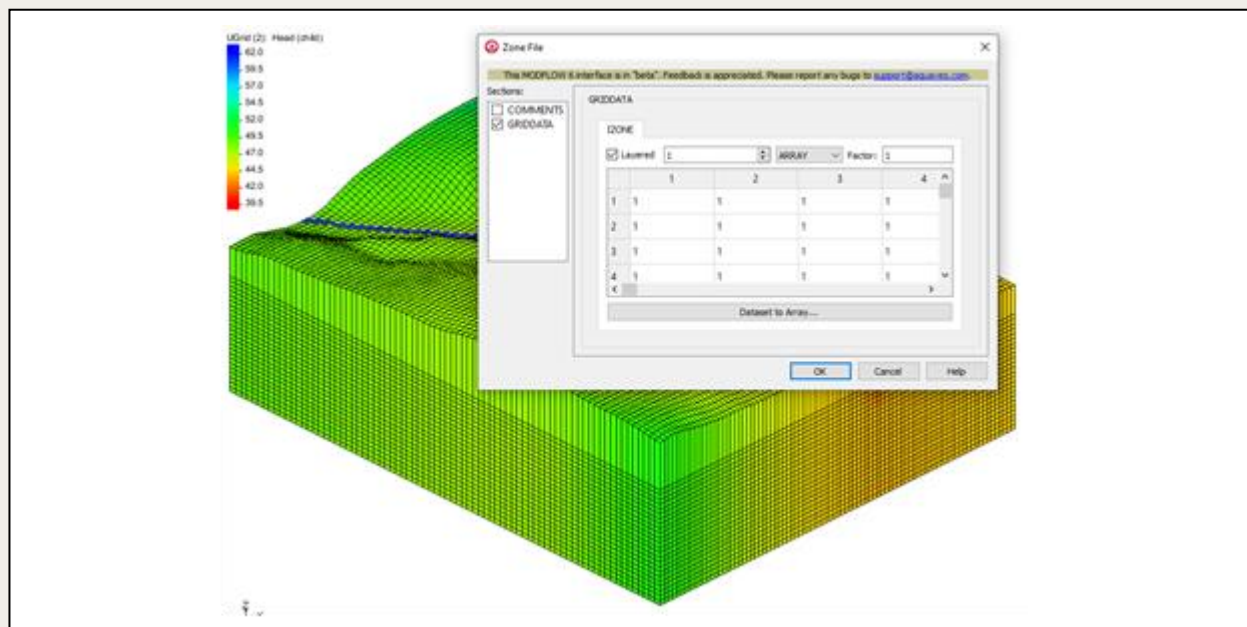 UGrid (2) Head (child)
62.0
59.5
57.0
54.5
52.0
49.5
47.0
44.5
42.0
39.5
Zone File
This MODFLOW 6 interface is in "beta". Feedback is appreciated. Please report any bugs to support@aquaveo.com.
Sections:
COMMENTS
GRIDDATA
GRIDDATA
IZONE
Layered 1 ARRAY Factor: 1
1 2 3 4
1 1 1 1 1
2 1 1 1 1
3 1 1 1 1
4 1 1 1 1
Dataset to Array...
OK Cancel Help